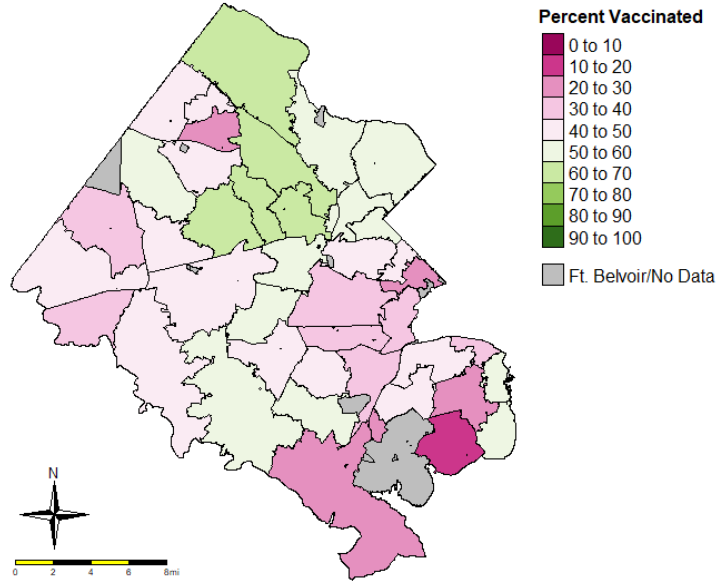 Percent Vaccinated
0 to 10
10 to 20
20 to 30
30 to 40
40 to 50
50 to 60
60 to 70
70 to 80
80 to 90
90 to 100
Ft. Belvoir/No Data
N
0 2 4 6 8mi